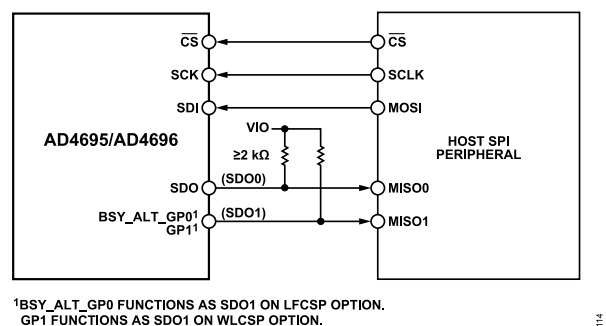 CS CS
SCK SCLK
SDI MOSI
VIO
AD4695/AD4696 HOST SPI
PERIPHERAL
≥2 kΩ
SDO (SDO0) MISO0
BSY_ALT_GP0¹ (SDO1) MISO1
GP1¹
¹BSY_ALT_GP0 FUNCTIONS AS SDO1 ON LFCSP OPTION.
GP1 FUNCTIONS AS SDO1 ON WLCSP OPTION.
114